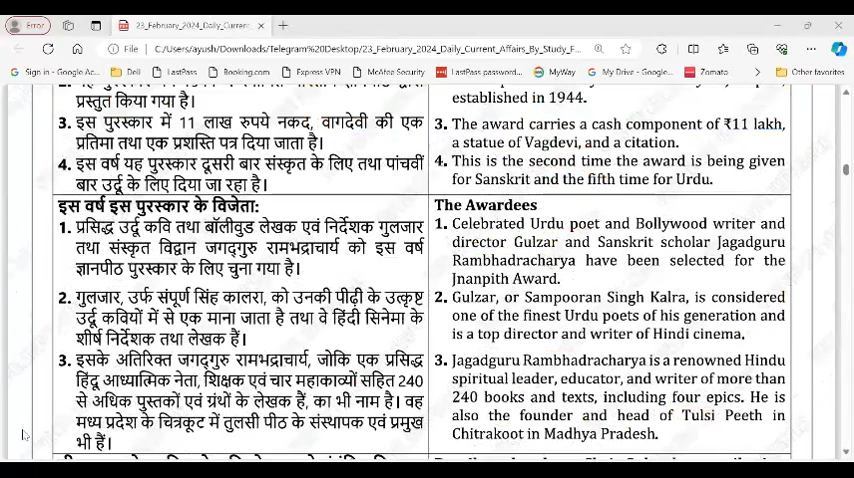 Error
23_February_2024_Daily_Curren
File
C:/Users/ayush/Downloads/Telegram%20Desktop/23_February_2024_Daily_Current_Affairs_By_Study_F...
Sign in - Google Ac...
Dell
LastPass
Booking.com
Express VPN
McAfee Security
LastPass password...
MyWay
My Drive - Google...
Zomato
Other favorites
प्रस्तुत किया गया है।
3. इस पुरस्कार में 11 लाख रुपये नकद, वागदेवी की एक
प्रतिमा तथा एक प्रशस्ति पत्र दिया जाता है।
4. इस वर्ष यह पुरस्कार दूसरी बार संस्कृत के लिए तथा पांचवीं
बार उर्दू के लिए दिया जा रहा है।
इस वर्ष इस पुरस्कार के विजेता:
1. प्रसिद्ध उर्दू कवि तथा बॉलीवुड लेखक एवं निर्देशक गुलजार
तथा संस्कृत विद्वान जगद्गुरु रामभद्राचार्य को इस वर्ष
ज्ञानपीठ पुरस्कार के लिए चुना गया है।
2. गुलजार, उर्फ संपूर्ण सिंह कालरा, को उनकी पीढ़ी के उत्कृष्ट
उर्दू कवियों में से एक माना जाता है तथा वे हिंदी सिनेमा के
शीर्ष निर्देशक तथा लेखक हैं।
3. इसके अतिरिक्त जगद्गुरु रामभद्राचार्य, जोकि एक प्रसिद्ध
हिंदू आध्यात्मिक नेता, शिक्षक एवं चार महाकाव्यों सहित 240
से अधिक पुस्तकों एवं ग्रंथों के लेखक हैं, का भी नाम है। वह
मध्य प्रदेश के चित्रकूट में तुलसी पीठ के संस्थापक एवं प्रमुख
भी हैं।
established in 1944.
3. The award carries a cash component of ₹11 lakh,
a statue of Vagdevi, and a citation.
4. This is the second time the award is being given
for Sanskrit and the fifth time for Urdu.
The Awardees
1. Celebrated Urdu poet and Bollywood writer and
director Gulzar and Sanskrit scholar Jagadguru
Rambhadracharya have been selected for the
Jnanpith Award.
2. Gulzar, or Sampooran Singh Kalra, is considered
one of the finest Urdu poets of his generation and
is a top director and writer of Hindi cinema.
3. Jagadguru Rambhadracharya is a renowned Hindu
spiritual leader, educator, and writer of more than
240 books and texts, including four epics. He is
also the founder and head of Tulsi Peeth in
Chitrakoot in Madhya Pradesh.